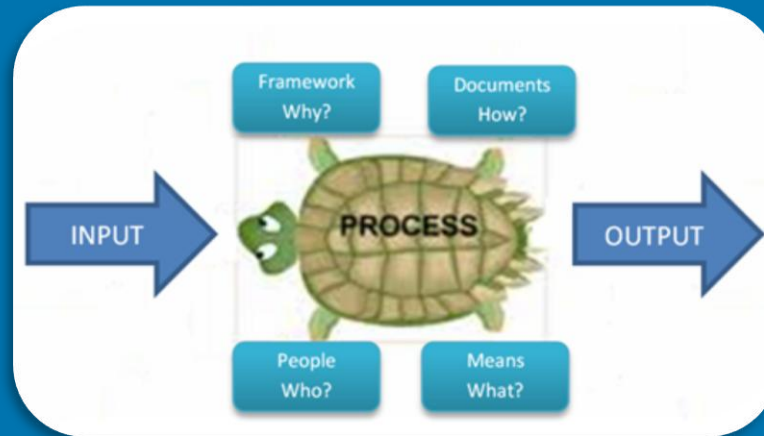 Framework
Why?
Documents
How?
INPUT
PROCESS
OUTPUT
People
Who?
Means
What?